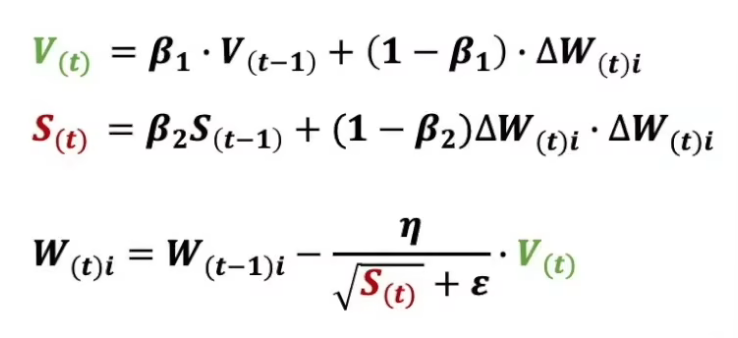 V(t) = β1 · V(t−1) + (1 − β1) · ΔW(t)i
S(t) = β2S(t−1) + (1 − β2)ΔW(t)i · ΔW(t)i
W(t)i = W(t−1)i − η / (√S(t) + ε) · V(t)